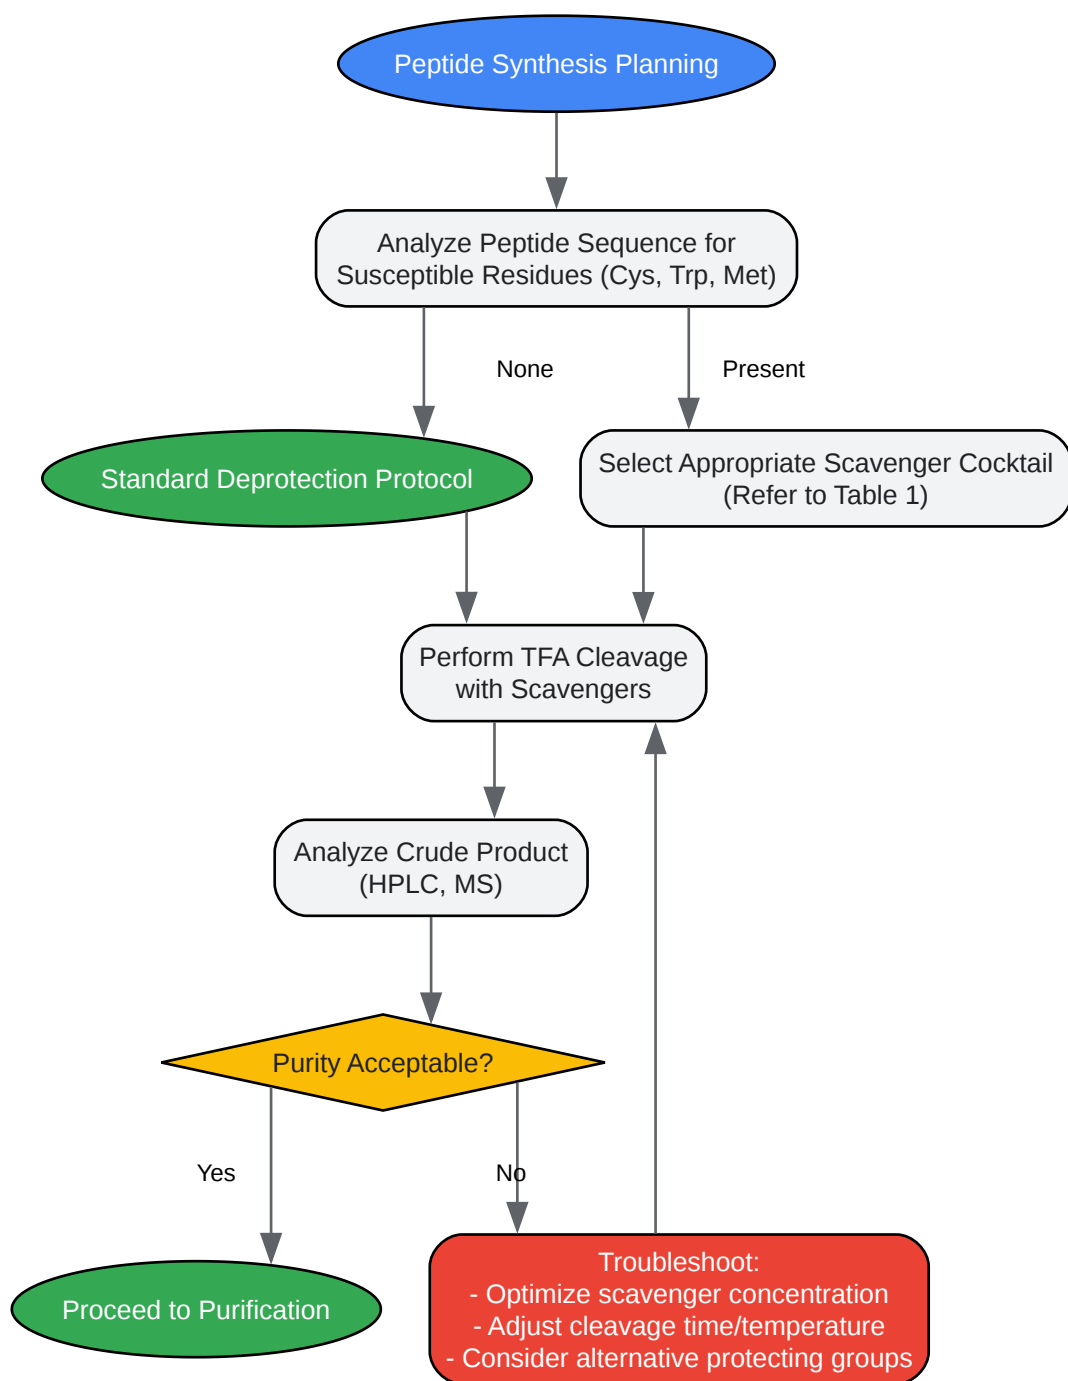 Peptide Synthesis Planning
Analyze Peptide Sequence for
Susceptible Residues (Cys, Trp, Met)
None
Present
Standard Deprotection Protocol
Select Appropriate Scavenger Cocktail
(Refer to Table 1)
Perform TFA Cleavage
with Scavengers
Analyze Crude Product
(HPLC, MS)
Purity Acceptable?
Yes
No
Proceed to Purification
Troubleshoot:
- Optimize scavenger concentration
- Adjust cleavage time/temperature
- Consider alternative protecting groups